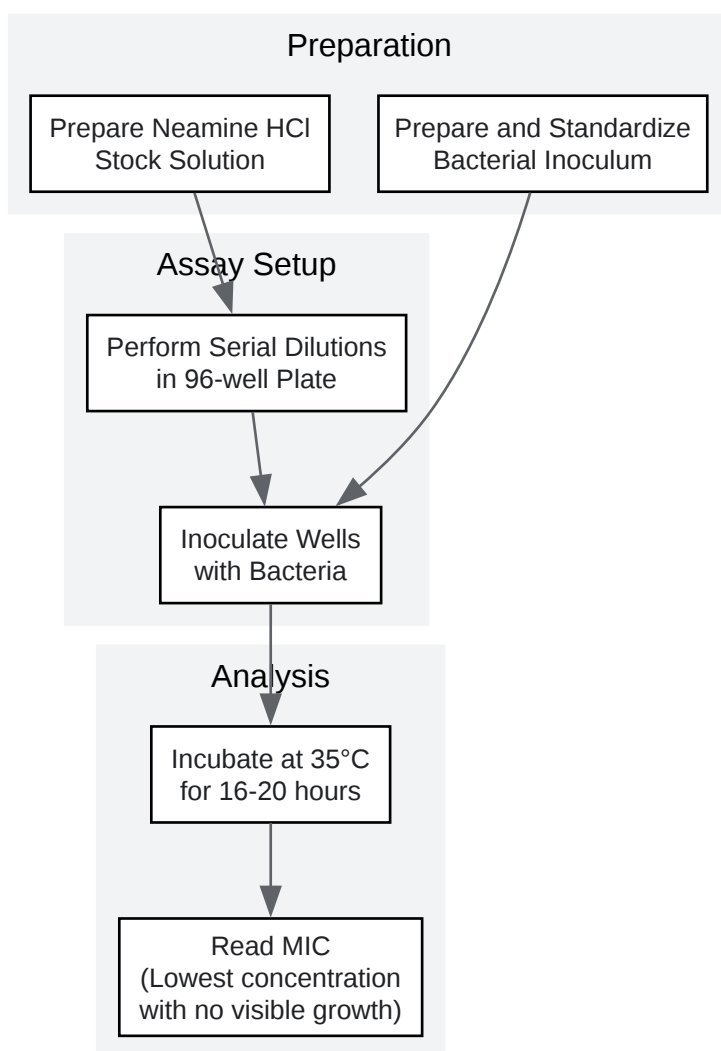 Preparation
Prepare Neamine HCl
Stock Solution
Prepare and Standardize
Bacterial Inoculum
Assay Setup
Perform Serial Dilutions
in 96-well Plate
Inoculate Wells
with Bacteria
Analysis
Incubate at 35°C
for 16-20 hours
Read MIC
(Lowest concentration
with no visible growth)